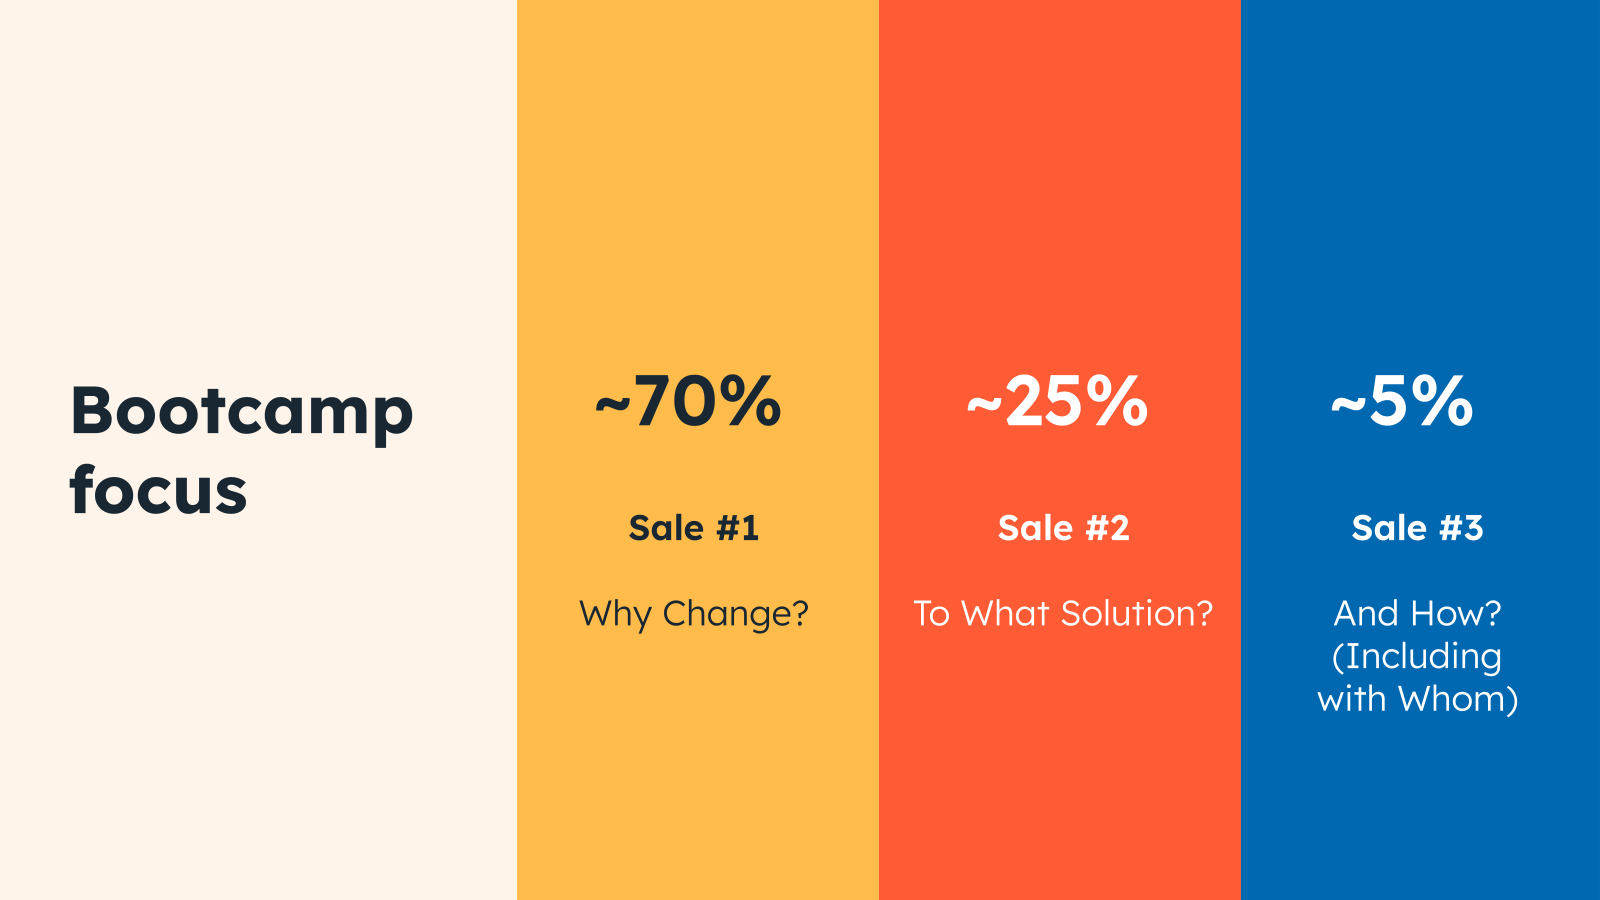 Bootcamp
focus
~70%
Sale #1
Why Change?
~25%
Sale #2
To What Solution?
~5%
Sale #3
And How?
(Including
with Whom)